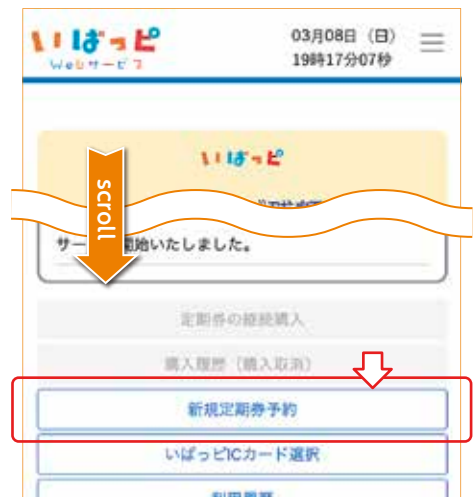 いばっピ
Webサービス
03月08日（日）
19時17分07秒
いばっピ
scroll
サー 開始いたしました。
定期券の継続購入
購入履歴（購入取消）
新規定期券予約
いばっピICカード選択
利用履歴